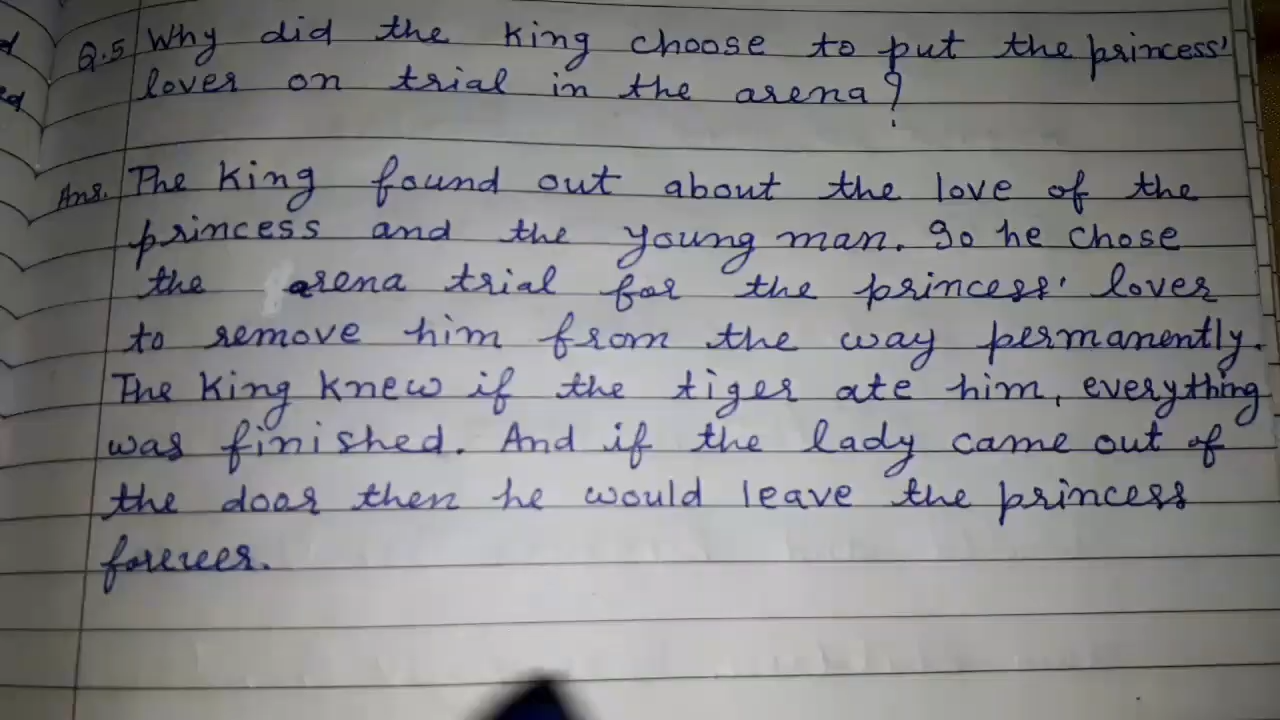 Q.5 Why did the king choose to put the princess'
lover on trial in the arena?
Ans. The king found out about the love of the
princess and the young man. So he chose
the arena trial for the princess' lover
to remove him from the way permanently.
The king knew if the tiger ate him, everything
was finished. And if the lady came out of
the door then he would leave the princess
forever.